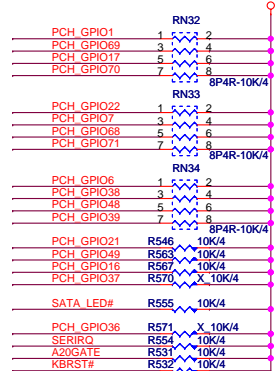 RN32
PCH_GPIO1 1 2
PCH_GPIO69 3 4
PCH_GPIO17 5 6
PCH_GPIO70 7 8
8P4R-10K/4
RN33
PCH_GPIO22 1 2
PCH_GPIO7 3 4
PCH_GPIO68 5 6
PCH_GPIO71 7 8
8P4R-10K/4
RN34
PCH_GPIO6 1 2
PCH_GPIO38 3 4
PCH_GPIO48 5 6
PCH_GPIO39 7 8
8P4R-10K/4
PCH_GPIO21 R546 10K/4
PCH_GPIO49 R563 10K/4
PCH_GPIO16 R567 10K/4
PCH_GPIO37 R570 X_10K/4
SATA_LED# R555 10K/4
PCH_GPIO36 R571 X_10K/4
SERIRQ R554 10K/4
A20GATE R531 10K/4
KBRST# R532 10K/4